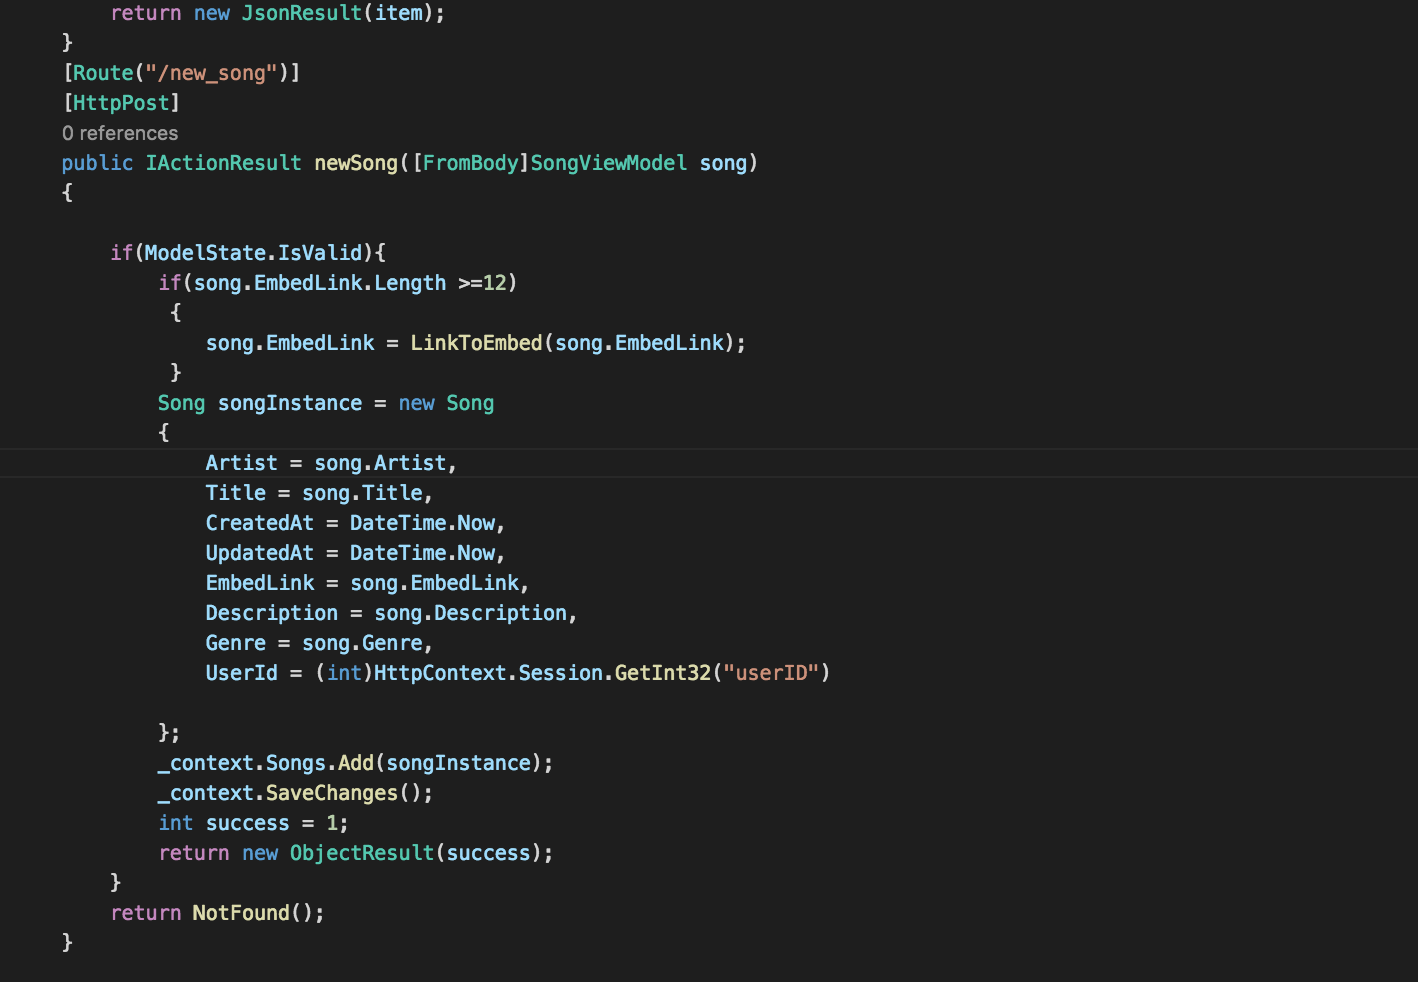 return new JsonResult(item);
}
[Route("/new_song")]
[HttpPost]
0 references
public IActionResult newSong([FromBody]SongViewModel song)
{
if(ModelState.IsValid){
if(song.EmbedLink.Length >=12)
{
song.EmbedLink = LinkToEmbed(song.EmbedLink);
}
Song songInstance = new Song
{
Artist = song.Artist,
Title = song.Title,
CreatedAt = DateTime.Now,
UpdatedAt = DateTime.Now,
EmbedLink = song.EmbedLink,
Description = song.Description,
Genre = song.Genre,
UserId = (int)HttpContext.Session.GetInt32("userID")
};
_context.Songs.Add(songInstance);
_context.SaveChanges();
int success = 1;
return new ObjectResult(success);
}
return NotFound();
}